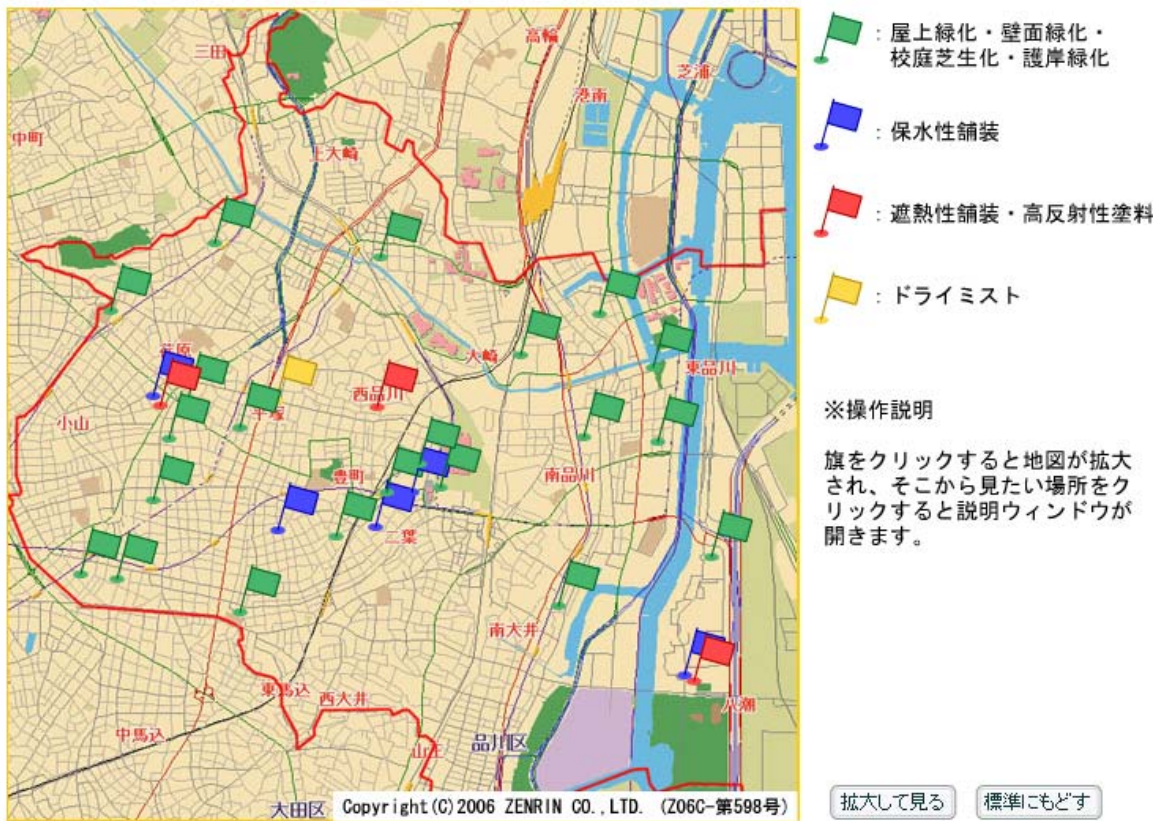 三田
高輪
芝浦
港南
中町
上大崎
荏原
大崎
東品川
小山
平塚
西品川
豊町
南品川
二葉
南大井
東馬込
西大井
八潮
中馬込
山王
品川区
大田区
Copyright(C)2006 ZENRIN CO.,LTD. (Z06C-第598号)
：屋上緑化・壁面緑化・
校庭芝生化・護岸緑化
：保水性舗装
：遮熱性舗装・高反射性塗料
：ドライミスト
※操作説明
旗をクリックすると地図が拡大
され、そこから見たい場所をク
リックすると説明ウィンドウが
開きます。
拡大して見る
標準にもどす